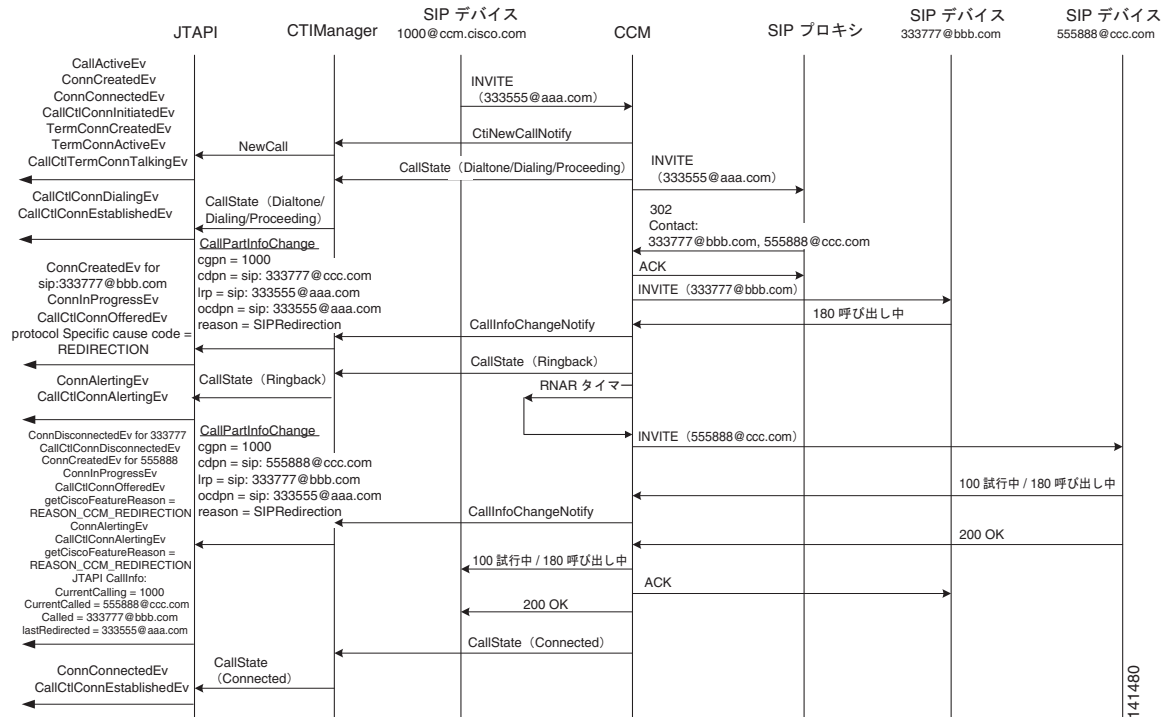 SIP デバイス
1000@ccm.cisco.com
SIP デバイス
333777@bbb.com
SIP デバイス
555888@ccc.com
JTAPI
CTIManager
CCM
SIP プロキシ
CallActiveEv
ConnCreatedEv
ConnConnectedEv
CallCtlConnInitiatedEv
TermConnCreatedEv
TermConnActiveEv
CallCtlTermConnTalkingEv
INVITE
（333555@aaa.com）
CtiNewCallNotify
NewCall
CallState（Dialtone/Dialing/Proceeding）
INVITE
（333555@aaa.com）
CallCtlConnDialingEv
CallCtlConnEstablishedEv
CallState（Dialtone/
Dialing/Proceeding）
302
Contact:
333777@bbb.com, 555888@ccc.com
CallPartInfoChange
cgpn = 1000
cdpn = sip: 333777@ccc.com
lrp = sip: 333555@aaa.com
ocdpn = sip: 333555@aaa.com
reason = SIPRedirection
ACK
INVITE（333777@bbb.com）
180 呼び出し中
ConnCreatedEv for
sip:333777@bbb.com
ConnInProgressEv
CallCtlConnOfferedEv
protocol Specific cause code =
REDIRECTION
CallInfoChangeNotify
CallState（Ringback）
ConnAlertingEv
CallCtlConnAlertingEv
CallState（Ringback）
RNAR タイマー
INVITE（555888@ccc.com）
ConnDisconnectedEv for 333777
CallCtlConnDisconnectedEv
ConnCreatedEv for 555888
ConnInProgressEv
CallCtlConnOfferedEv
getCiscoFeatureReason =
REASON_CCM_REDIRECTION
ConnAlertingEv
CallCtlConnAlertingEv
getCiscoFeatureReason =
REASON_CCM_REDIRECTION
JTAPI CallInfo:
CurrentCalling = 1000
CurrentCalled = 555888@ccc.com
Called = 333777@bbb.com
lastRedirected = 333555@aaa.com
CallPartInfoChange
cgpn = 1000
cdpn = sip: 555888@ccc.com
lrp = sip: 333777@bbb.com
ocdpn = sip: 333555@aaa.com
reason = SIPRedirection
100 試行中 / 180 呼び出し中
CallInfoChangeNotify
200 OK
100 試行中 / 180 呼び出し中
ACK
200 OK
CallState（Connected）
ConnConnectedEv
CallCtlConnEstablishedEv
CallState
（Connected）
141480